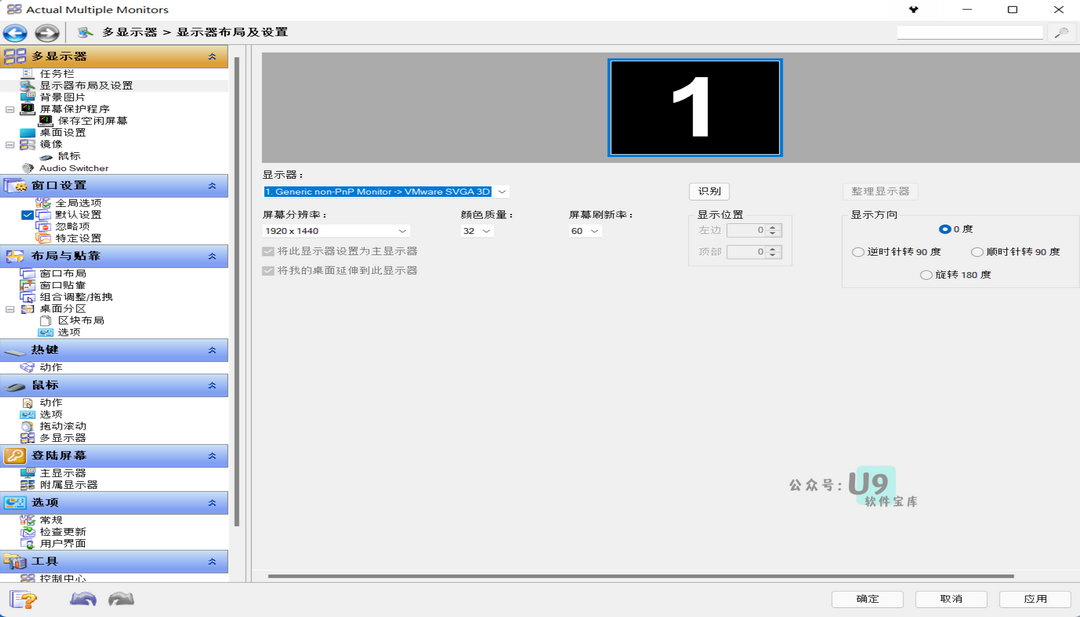 Actual Multiple Monitors
多显示器 > 显示器布局及设置
多显示器
任务栏
显示器布局及设置
背景图片
屏幕保护程序
保存空闲屏幕
桌面设置
镜像
鼠标
Audio Switcher
窗口设置
全局选项
默认设置
忽略项
特定设置
布局与贴靠
窗口布局
窗口贴靠
组合调整/拖拽
桌面分区
区块布局
选项
热键
动作
鼠标
动作
选项
拖动滚动
多显示器
登陆屏幕
主显示器
附属显示器
选项
常规
检查更新
用户界面
工具
控制中心
1
显示器：
1. Generic non-PnP Monitor -> VMware SVGA 3D
识别
整理显示器
屏幕分辨率：
颜色质量：
屏幕刷新率：
1920 x 1440
32
60
将此显示器设置为主显示器
将我的桌面延伸到此显示器
显示位置
左边 0
顶部 0
显示方向
0 度
逆时针转 90 度
顺时针转 90 度
旋转 180 度
公众号：U9
软件宝库
确定
取消
应用